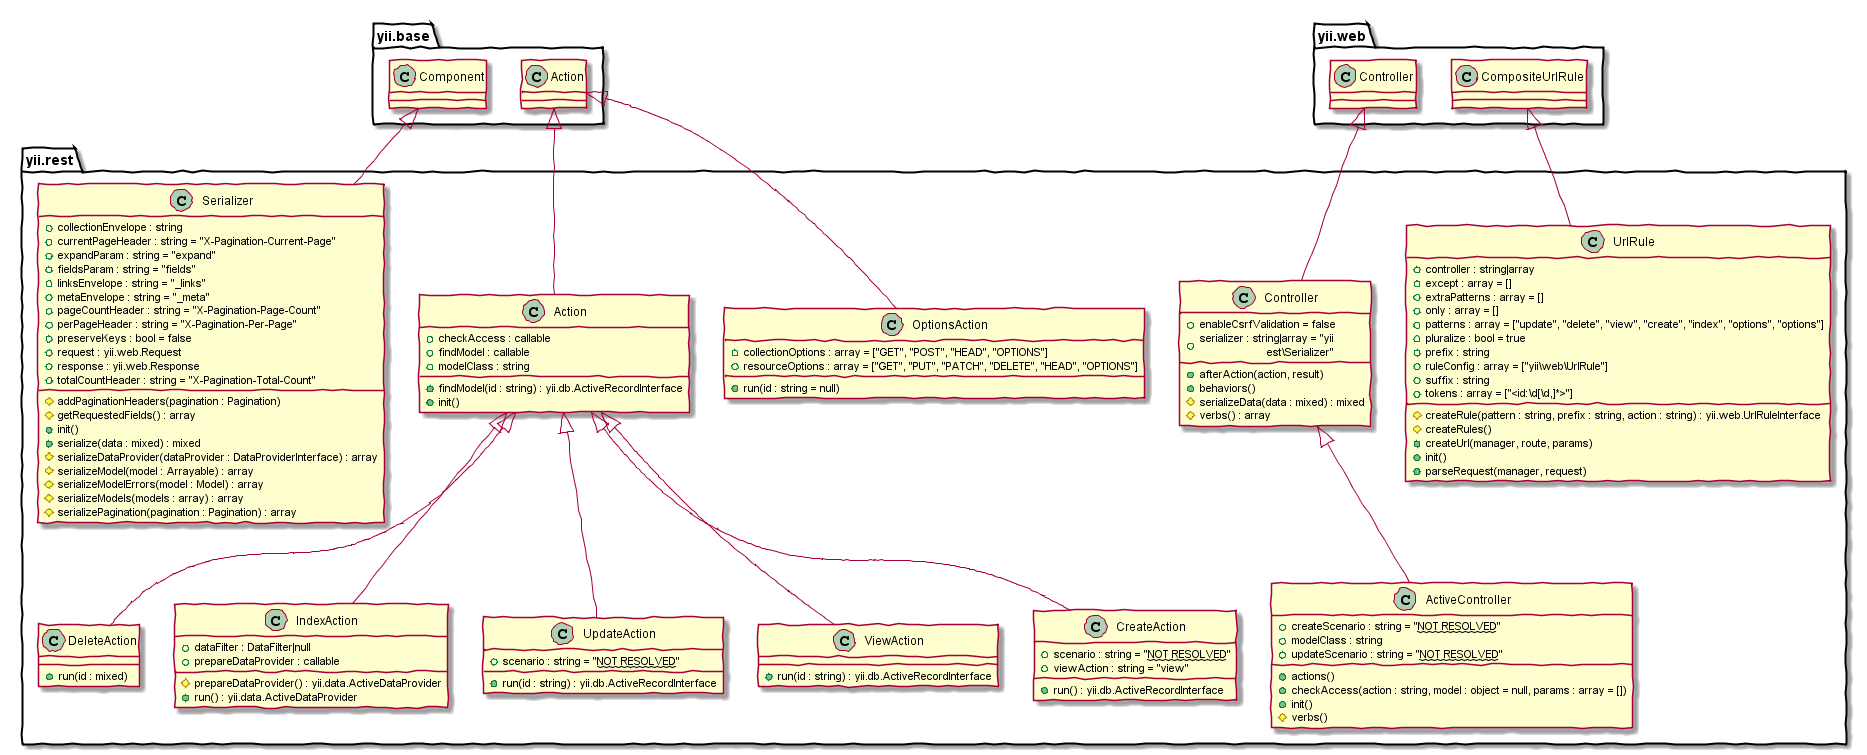 yii.base
C Component
C Action
yii.web
C Controller
C CompositeUrlRule
yii.rest
C Serializer
collectionEnvelope : string
currentPageHeader : string = "X-Pagination-Current-Page"
expandParam : string = "expand"
fieldsParam : string = "fields"
linksEnvelope : string = "_links"
metaEnvelope : string = "_meta"
pageCountHeader : string = "X-Pagination-Page-Count"
perPageHeader : string = "X-Pagination-Per-Page"
preserveKeys : bool = false
request : yii.web.Request
response : yii.web.Response
totalCountHeader : string = "X-Pagination-Total-Count"
addPaginationHeaders(pagination : Pagination)
getRequestedFields() : array
init()
serialize(data : mixed) : mixed
serializeDataProvider(dataProvider : DataProviderInterface) : array
serializeModel(model : Arrayable) : array
serializeModelErrors(model : Model) : array
serializeModels(models : array) : array
serializePagination(pagination : Pagination) : array
C Action
checkAccess : callable
findModel : callable
modelClass : string
findModel(id : string) : yii.db.ActiveRecordInterface
init()
C OptionsAction
collectionOptions : array = ["GET", "POST", "HEAD", "OPTIONS"]
resourceOptions : array = ["GET", "PUT", "PATCH", "DELETE", "HEAD", "OPTIONS"]
run(id : string = null)
C Controller
enableCsrfValidation = false
serializer : string|array = "yii
est\Serializer"
afterAction(action, result)
behaviors()
serializeData(data : mixed) : mixed
verbs() : array
C UrlRule
controller : string|array
except : array = []
extraPatterns : array = []
only : array = []
patterns : array = ["update", "delete", "view", "create", "index", "options", "options"]
pluralize : bool = true
prefix : string
ruleConfig : array = ["yii\web\UrlRule"]
suffix : string
tokens : array = ["<id:\d[\d,]*>"]
createRule(pattern : string, prefix : string, action : string) : yii.web.UrlRuleInterface
createRules()
createUrl(manager, route, params)
init()
parseRequest(manager, request)
C DeleteAction
run(id : mixed)
C IndexAction
dataFilter : DataFilter|null
prepareDataProvider : callable
prepareDataProvider() : yii.data.ActiveDataProvider
run() : yii.data.ActiveDataProvider
C UpdateAction
scenario : string = "NOT RESOLVED"
run(id : string) : yii.db.ActiveRecordInterface
C ViewAction
run(id : string) : yii.db.ActiveRecordInterface
C CreateAction
scenario : string = "NOT RESOLVED"
viewAction : string = "view"
run() : yii.db.ActiveRecordInterface
C ActiveController
createScenario : string = "NOT RESOLVED"
modelClass : string
updateScenario : string = "NOT RESOLVED"
actions()
checkAccess(action : string, model : object = null, params : array = [])
init()
verbs()